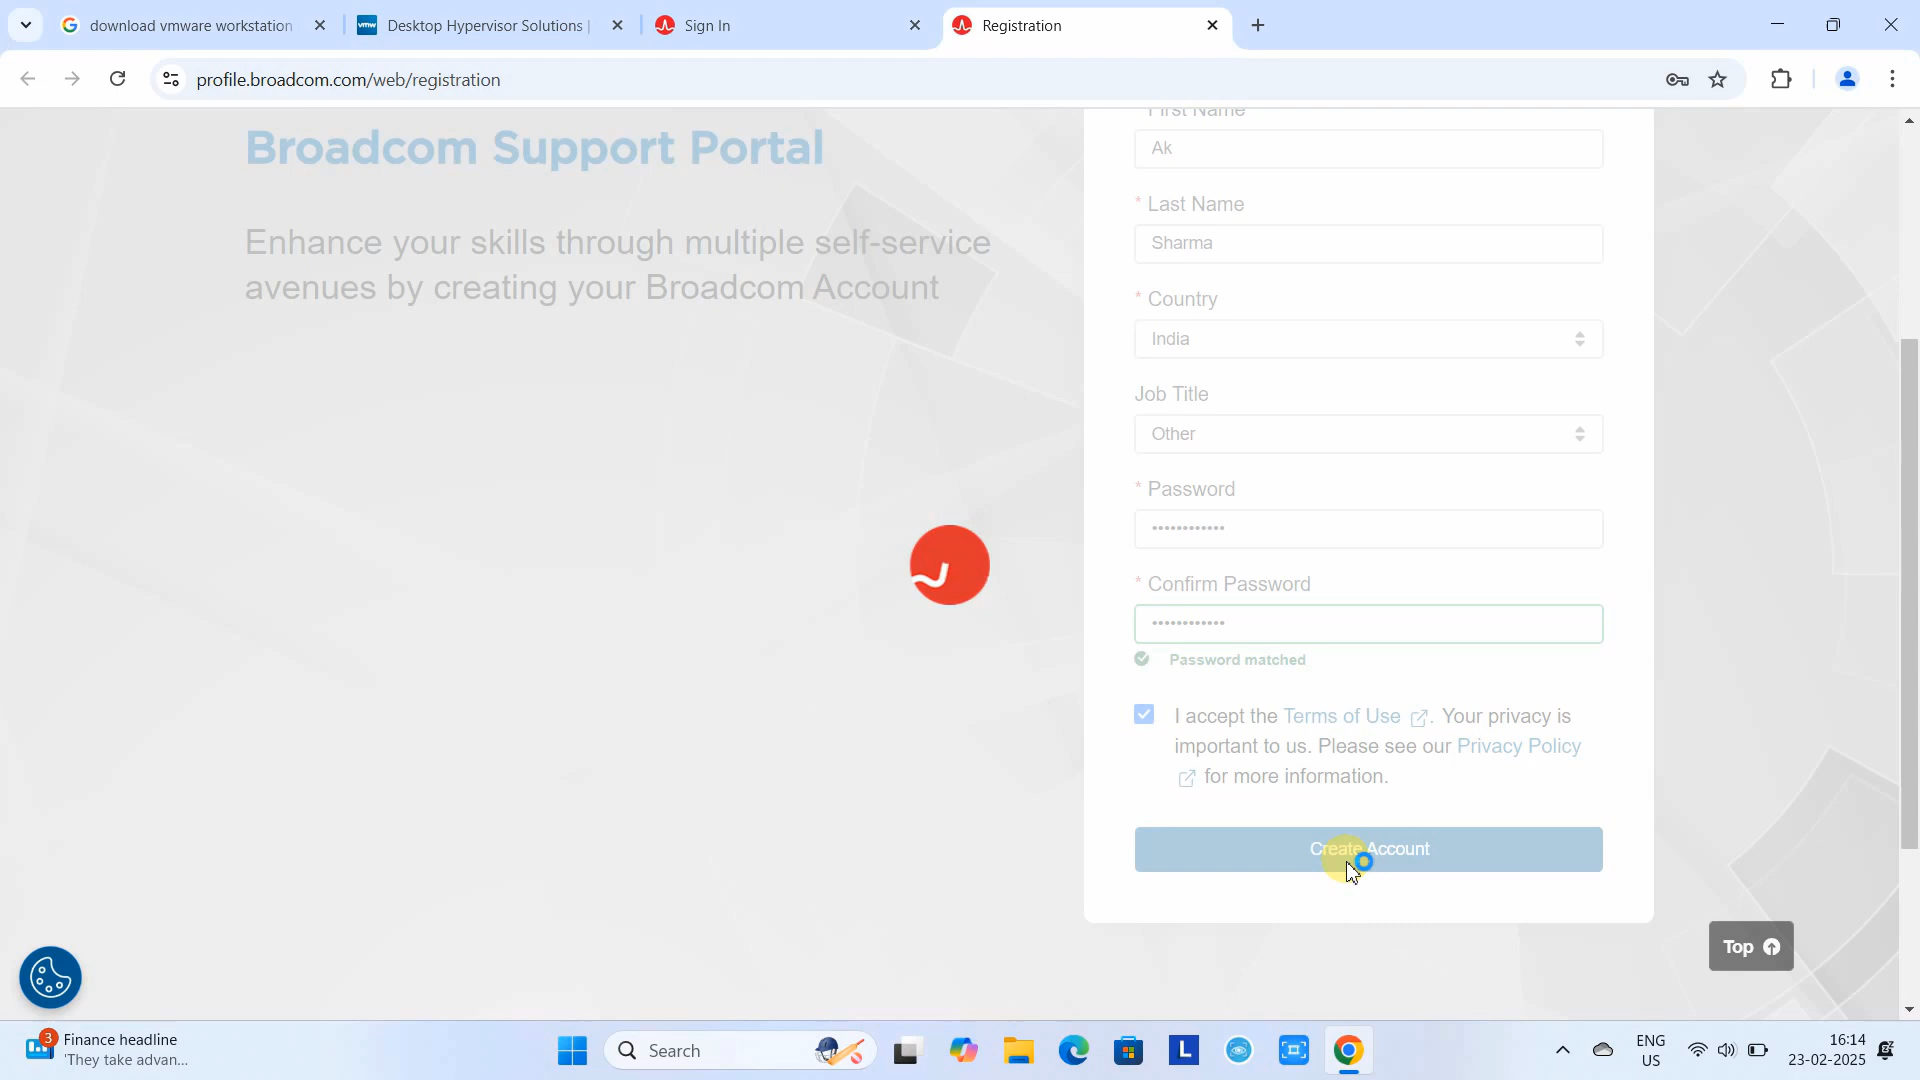 download vmware workstation
Desktop Hypervisor Solutions |
Sign In
Registration
profile.broadcom.com/web/registration
Broadcom Support Portal
Enhance your skills through multiple self-service
avenues by creating your Broadcom Account
First Name
Ak
* Last Name
Sharma
* Country
India
Job Title
Other
* Password
••••••••••••
* Confirm Password
••••••••••••
Password matched
I accept the Terms of Use . Your privacy is
important to us. Please see our Privacy Policy
for more information.
Create Account
Top
3
Finance headline
'They take advan...
Search
L
ENG
US
16:14
23-02-2025